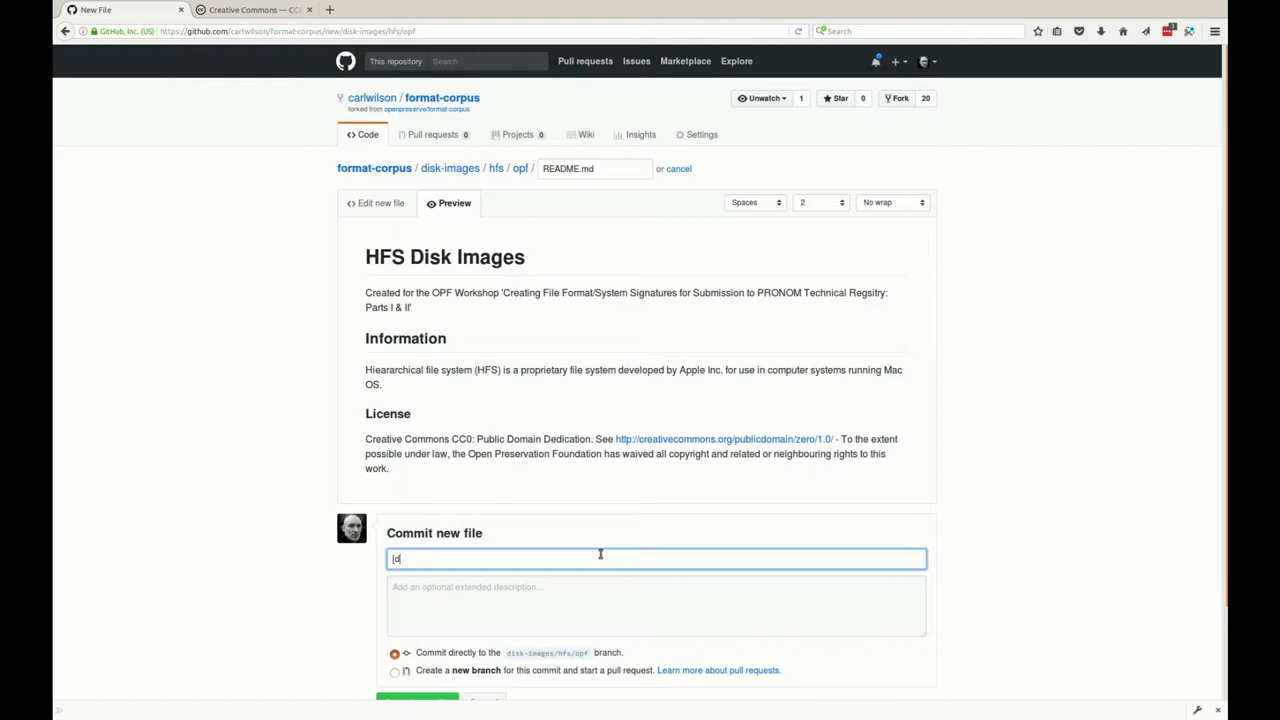 New File
Creative Commons — CC0
GitHub, Inc. (US)
https://github.com/carlwilson/format-corpus/new/disk-images/hfs/opf
Search
This repository
Search
Pull requests
Issues
Marketplace
Explore
carlwilson / format-corpus
forked from openpreserve/format-corpus
Unwatch 1
Star 0
Fork 20
Code
Pull requests 0
Projects 0
Wiki
Insights
Settings
format-corpus / disk-images / hfs / opf / README.md or cancel
Edit new file
Preview
Spaces
2
No wrap
HFS Disk Images
Created for the OPF Workshop 'Creating File Format/System Signatures for Submission to PRONOM Technical Regsitry:
Parts I & II'
Information
Hieararchical file system (HFS) is a proprietary file system developed by Apple Inc. for use in computer systems running Mac
OS.
License
Creative Commons CC0: Public Domain Dedication. See http://creativecommons.org/publicdomain/zero/1.0/ - To the extent
possible under law, the Open Preservation Foundation has waived all copyright and related or neighbouring rights to this
work.
Commit new file
[d
Add an optional extended description...
Commit directly to the disk-images/hfs/opf branch.
Create a new branch for this commit and start a pull request. Learn more about pull requests.